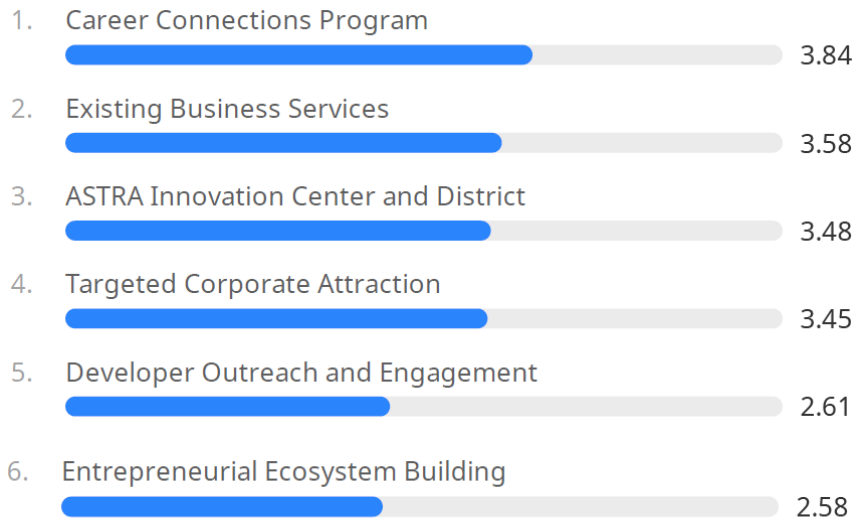 1. Career Connections Program
3.84
2. Existing Business Services
3.58
3. ASTRA Innovation Center and District
3.48
4. Targeted Corporate Attraction
3.45
5. Developer Outreach and Engagement
2.61
6. Entrepreneurial Ecosystem Building
2.58